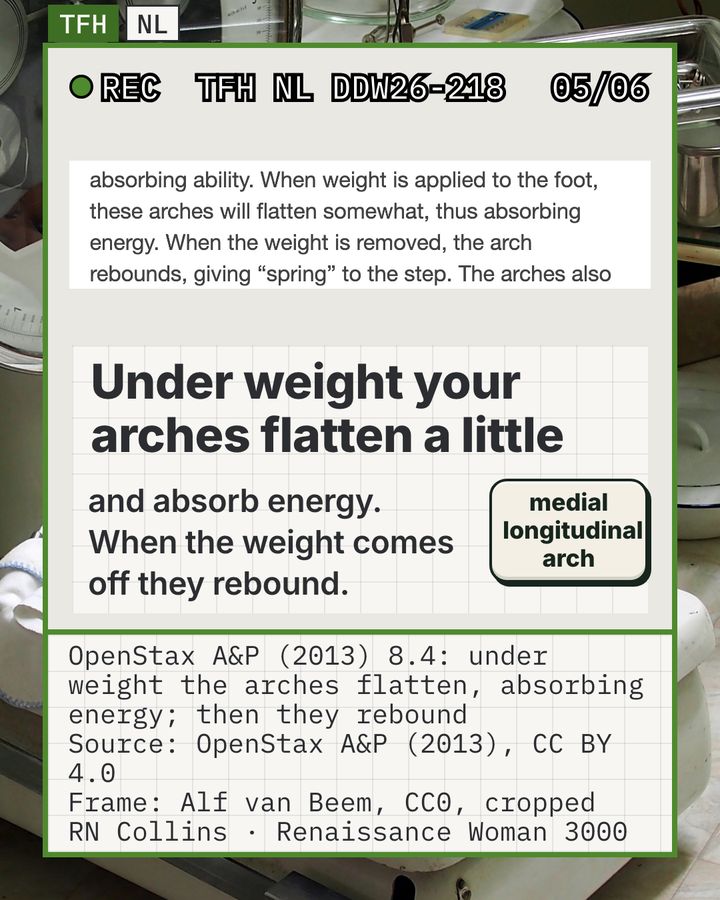 TFH NL
REC TFH NL DDW26-218 05/06
absorbing ability. When weight is applied to the foot,
these arches will flatten somewhat, thus absorbing
energy. When the weight is removed, the arch
rebounds, giving “spring” to the step. The arches also
Under weight your
arches flatten a little
and absorb energy.
When the weight comes
off they rebound.
medial
longitudinal
arch
OpenStax A&P (2013) 8.4: under
weight the arches flatten, absorbing
energy; then they rebound
Source: OpenStax A&P (2013), CC BY
4.0
Frame: Alf van Beem, CC0, cropped
RN Collins · Renaissance Woman 3000